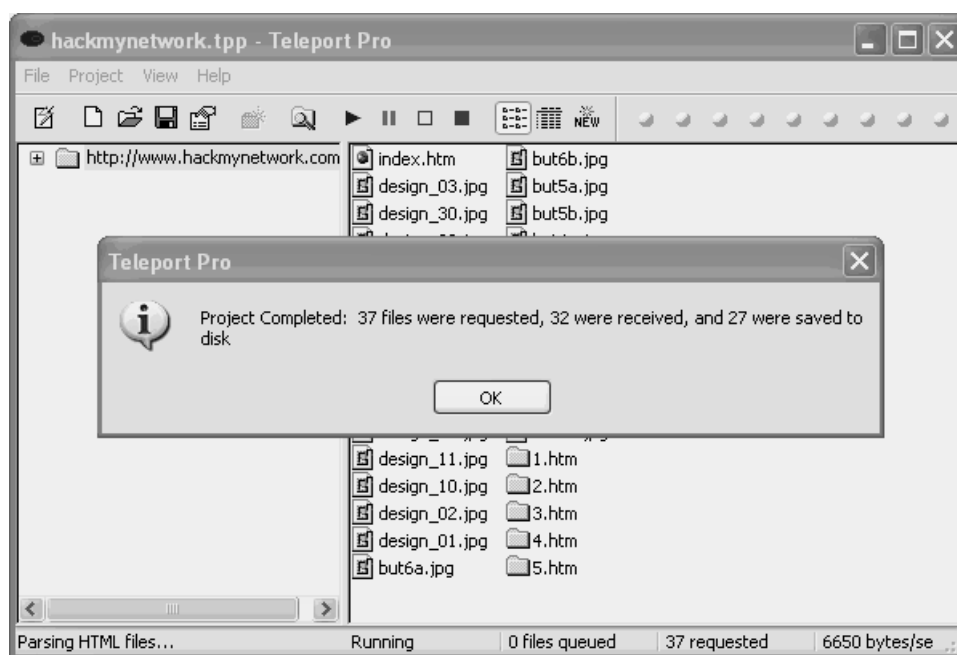 hackmynetwork.tpp - Teleport Pro
File Project View Help
NEW
http://www.hackmynetwork.com
index.htm but6b.jpg
design_03.jpg but5a.jpg
design_30.jpg but5b.jpg
Teleport Pro
Project Completed: 37 files were requested, 32 were received, and 27 were saved to
disk
OK
design_11.jpg 1.htm
design_10.jpg 2.htm
design_02.jpg 3.htm
design_01.jpg 4.htm
but6a.jpg 5.htm
Parsing HTML files... Running 0 files queued 37 requested 6650 bytes/se